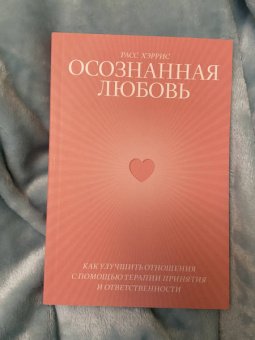 РАСС ХЭРРИС
ОСОЗНАННАЯ
ЛЮБОВЬ
КАК УЛУЧШИТЬ ОТНОШЕНИЯ
С ПОМОЩЬЮ ТЕРАПИИ ПРИНЯТИЯ
И ОТВЕТСТВЕННОСТИ